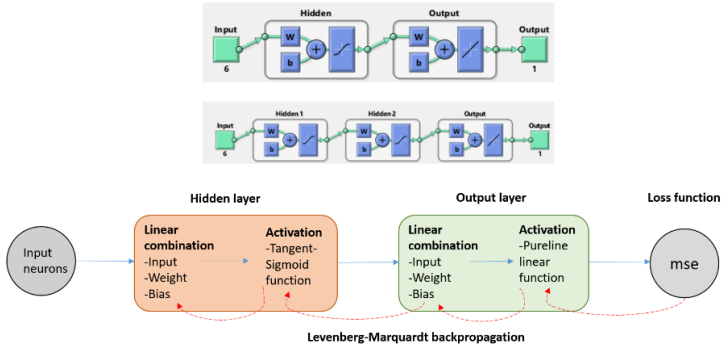 Hidden
Output
Input
Output
W
b
W
b
6
1
Hidden 1
Hidden 2
Output
Input
Output
W
b
W
b
W
b
6
1
Hidden layer
Output layer
Loss function
Input
neurons
Linear
combination
-Input
-Weight
-Bias
Activation
-Tangent-
Sigmoid
function
Linear
combination
-Input
-Weight
-Bias
Activation
-Pureline
linear
function
mse
Levenberg-Marquardt backpropagation